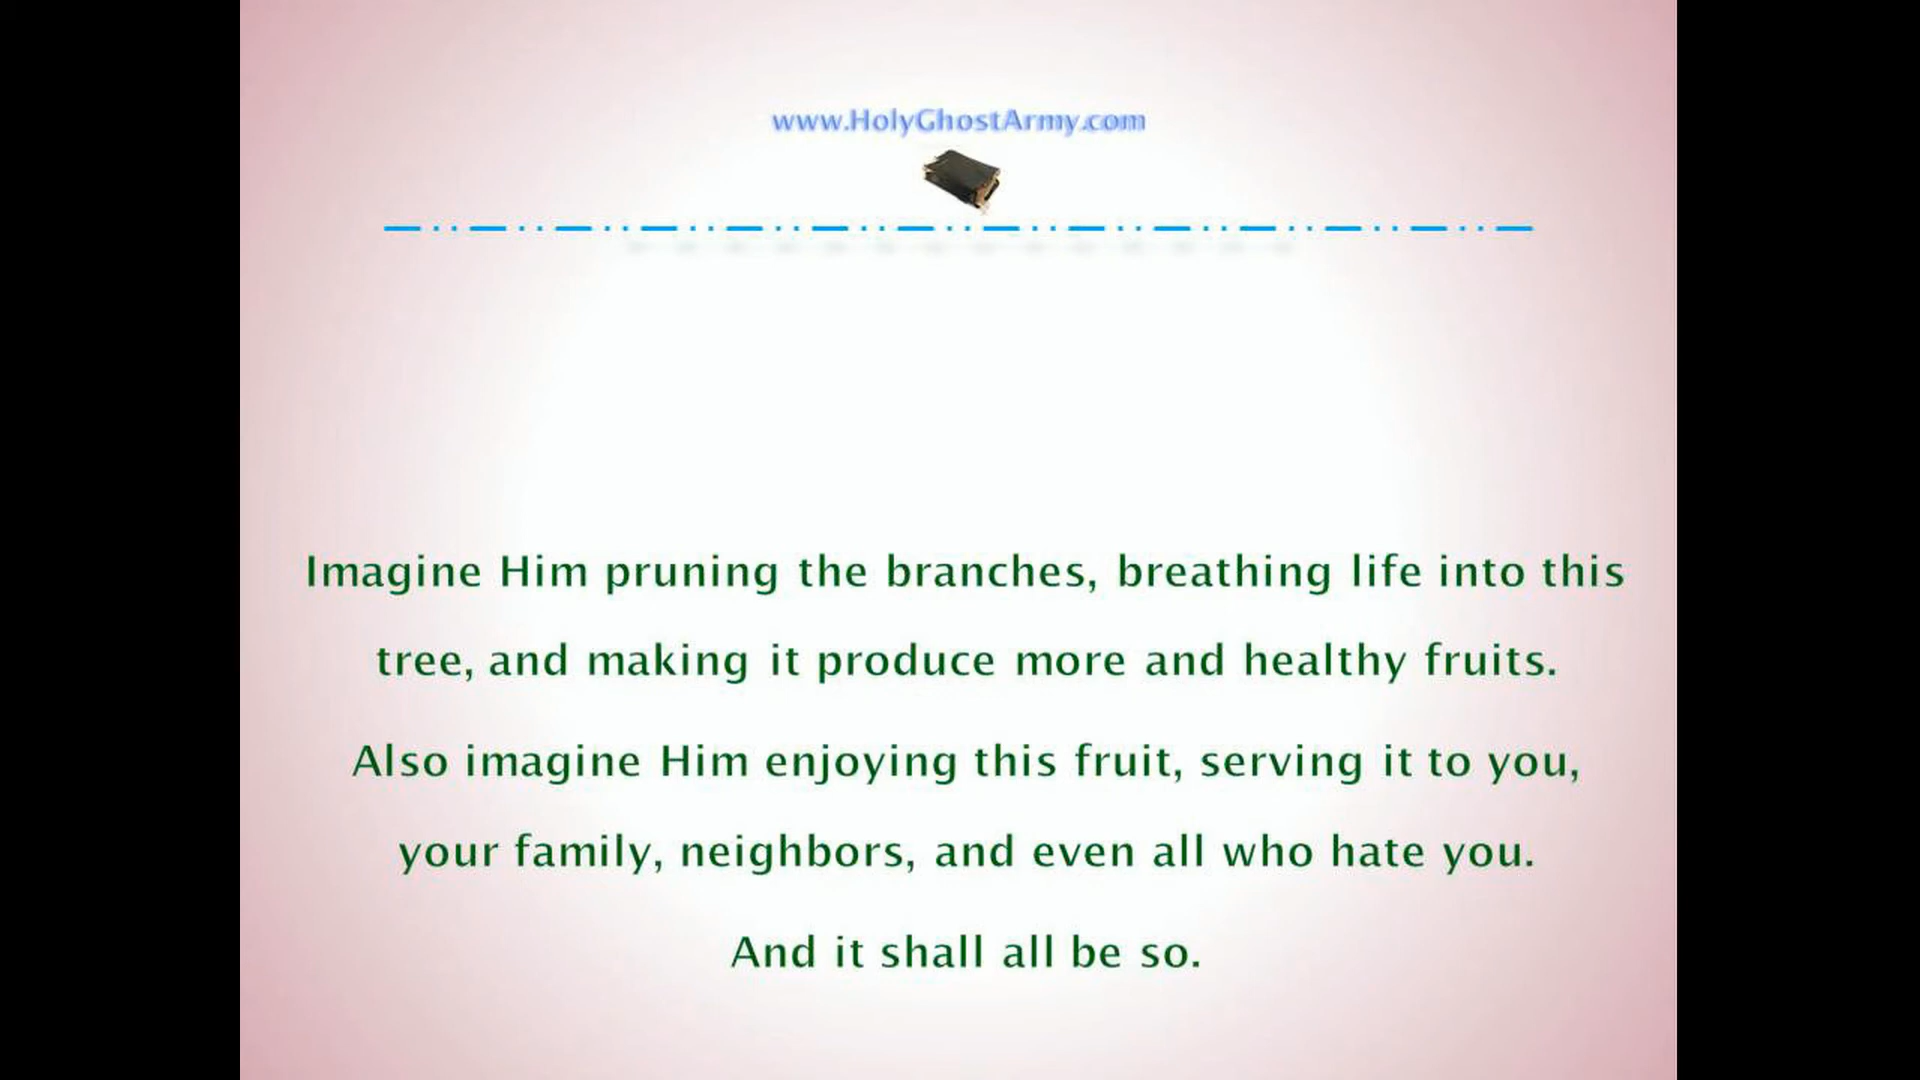 www.HolyGhostArmy.com
Imagine Him pruning the branches, breathing life into this
tree, and making it produce more and healthy fruits.
Also imagine Him enjoying this fruit, serving it to you,
your family, neighbors, and even all who hate you.
And it shall all be so.